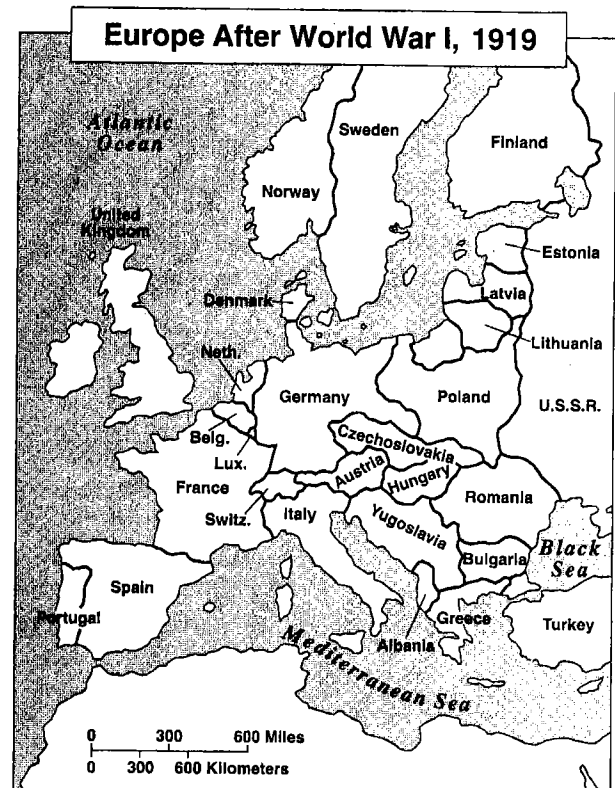 Europe After World War I, 1919
Atlantic
Ocean
Sweden
Finland
Norway
United
Kingdom
Estonia
Latvia
Denmark
Lithuania
Neth.
Germany
Poland
U.S.S.R.
Belg.
Czechoslovakia
Lux.
Austria
Hungary
France
Romania
Switz.
Italy
Yugoslavia
Black
Sea
Bulgaria
Spain
Portugal
Greece
Turkey
Albania
Mediterranean Sea
0 300 600 Miles
0 300 600 Kilometers